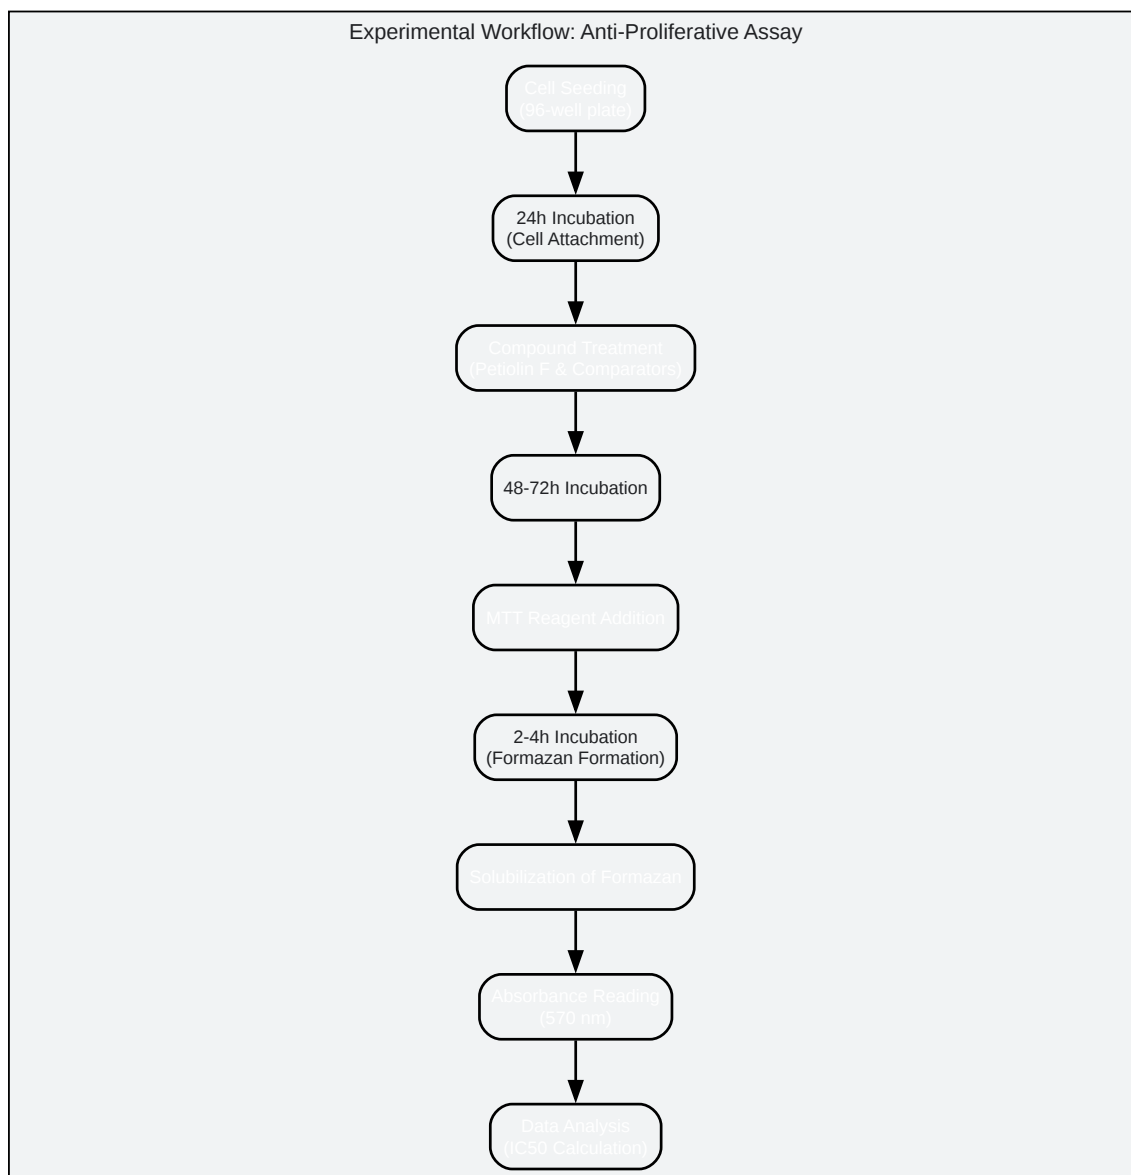 Experimental Workflow: Anti-Proliferative Assay
Cell Seeding
(96-well plate)
24h Incubation
(Cell Attachment)
Compound Treatment
(Petiolin F & Comparators)
48-72h Incubation
MTT Reagent Addition
2-4h Incubation
(Formazan Formation)
Solubilization of Formazan
Absorbance Reading
(570 nm)
Data Analysis
(IC50 Calculation)